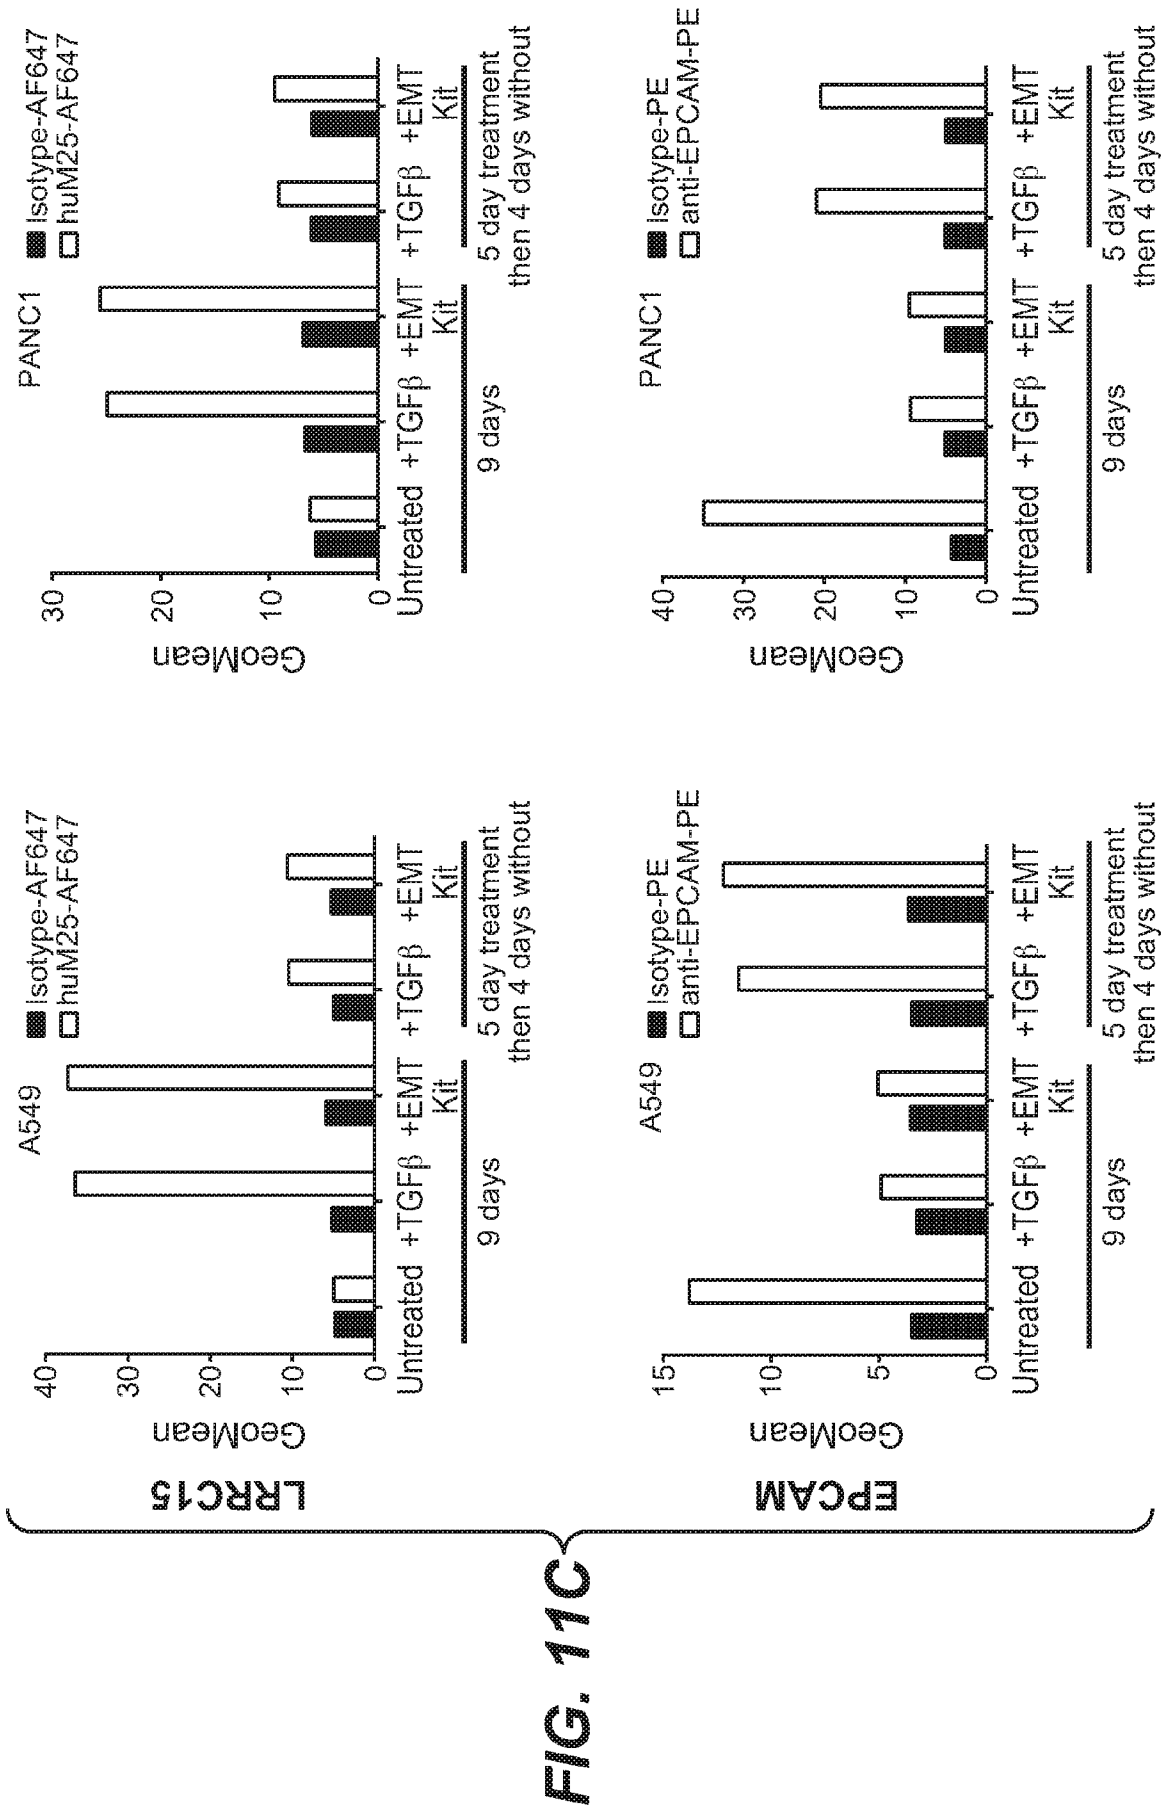 FIG. 11C
LRRC15
A549
Isotype-AF647
huM25-AF647
GeoMean
40
30
20
10
0
Untreated +TGFβ +EMT +TGFβ +EMT
Kit Kit
9 days
5 day treatment
then 4 days without
PANC1
Isotype-AF647
huM25-AF647
GeoMean
30
20
10
0
Untreated +TGFβ +EMT +TGFβ +EMT
Kit Kit
9 days
5 day treatment
then 4 days without
EPCAM
A549
Isotype-PE
anti-EPCAM-PE
GeoMean
15
10
5
0
Untreated +TGFβ +EMT +TGFβ +EMT
Kit Kit
9 days
5 day treatment
then 4 days without
PANC1
Isotype-PE
anti-EPCAM-PE
GeoMean
40
30
20
10
0
Untreated +TGFβ +EMT +TGFβ +EMT
Kit Kit
9 days
5 day treatment
then 4 days without